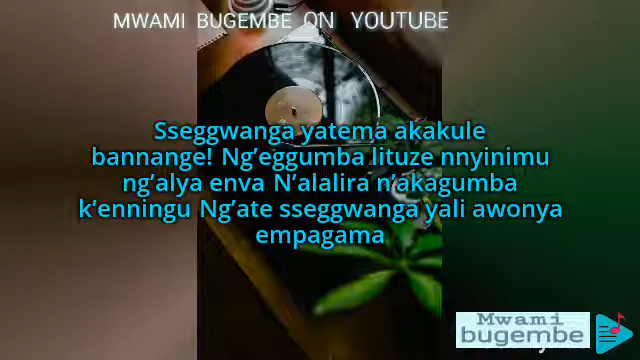 MWAMI BUGEMBE ON YOUTUBE
Sseggwanga yatema akakule
bannange! Ng'eggumba lituze nnyinimu
ng'alya enva N'alalira n'akagumba
k'enningu Ng'ate sseggwanga yali awonya
empagama
Mwami
bugembe